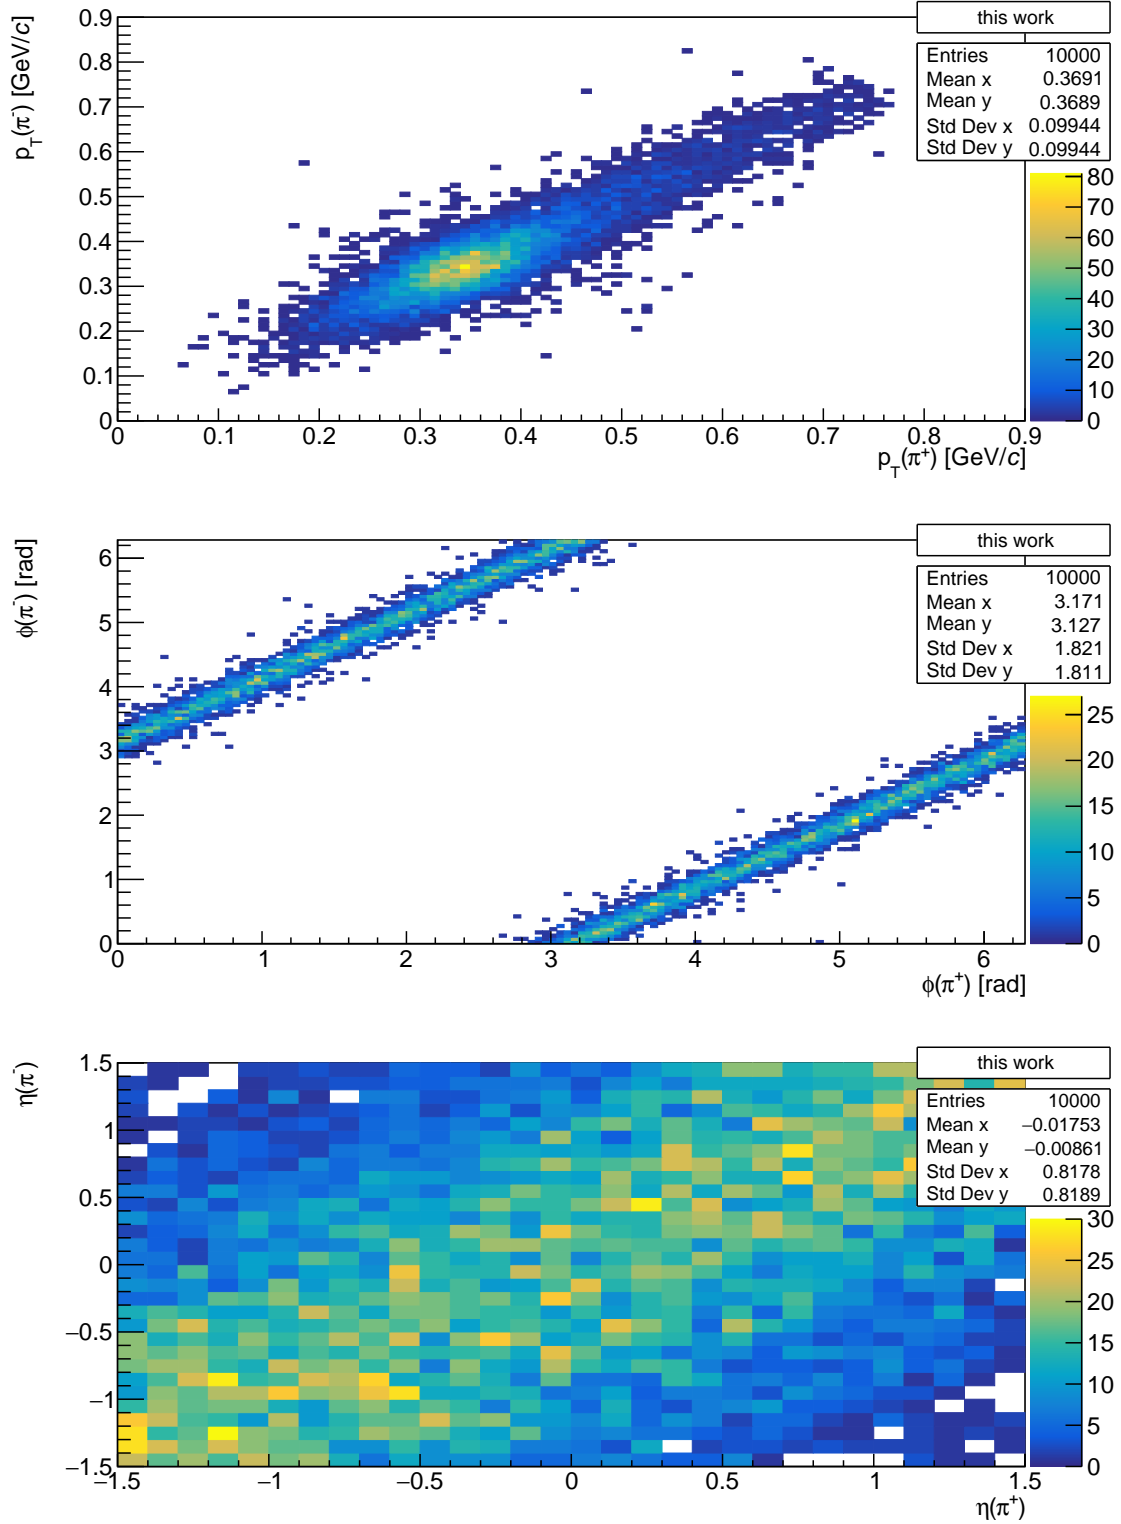 this work
Entries 10000
Mean x 0.3691
Mean y 0.3689
Std Dev x 0.09944
Std Dev y 0.09944
p_T(π⁻) [GeV/c]
0.9
0.8
0.7
0.6
0.5
0.4
0.3
0.2
0.1
0
80
70
60
50
40
30
20
10
0
0 0.1 0.2 0.3 0.4 0.5 0.6 0.7 0.8 0.9
p_T(π⁺) [GeV/c]
this work
Entries 10000
Mean x 3.171
Mean y 3.127
Std Dev x 1.821
Std Dev y 1.811
ϕ(π⁻) [rad]
6
5
4
3
2
1
0
25
20
15
10
5
0
0 1 2 3 4 5 6
ϕ(π⁺) [rad]
this work
Entries 10000
Mean x −0.01753
Mean y −0.00861
Std Dev x 0.8178
Std Dev y 0.8189
η(π⁻)
1.5
1
0.5
0
−0.5
−1
−1.5
30
25
20
15
10
5
0
−1.5 −1 −0.5 0 0.5 1 1.5
η(π⁺)